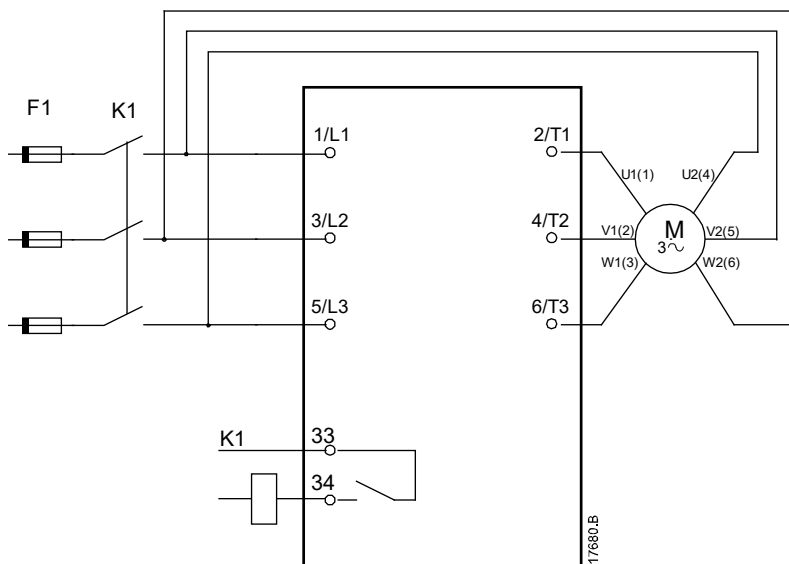 F1
K1
1/L1
2/T1
U1(1)
U2(4)
3/L2
4/T2
V1(2)
M
3
V2(5)
W1(3)
W2(6)
5/L3
6/T3
K1
33
34
17680.B